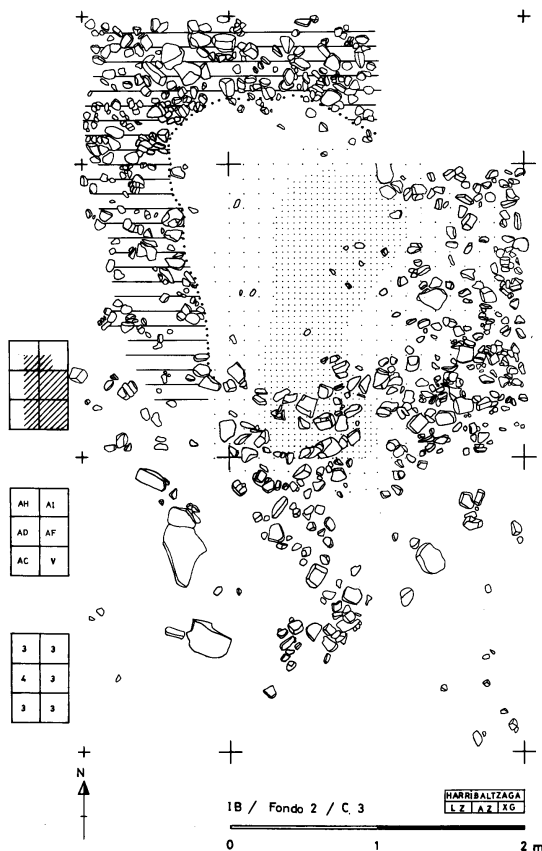 AH AI
AD AF
AC V
3 3
4 3
3 3
N
IB / Fondo 2 / C. 3
HARRIBALTZAGA
LZ AZ XG
0 1 2 m